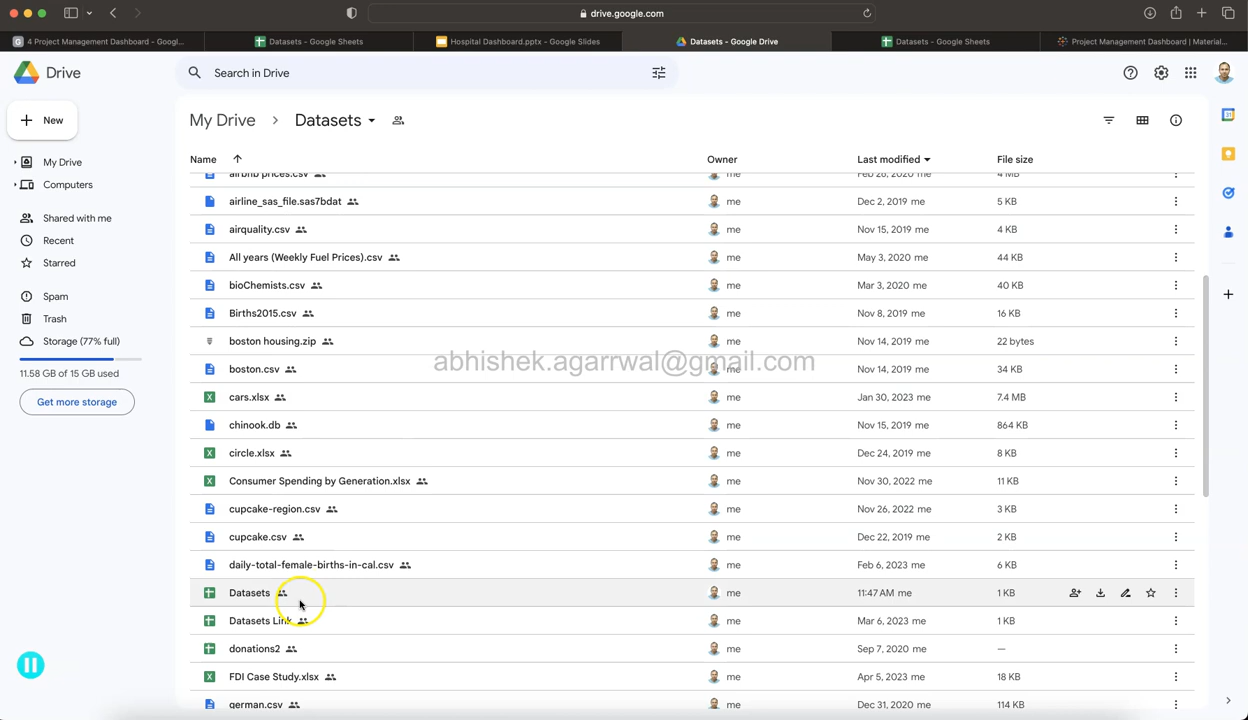 drive.google.com
4 Project Management Dashboard - Googl...
Datasets - Google Sheets
Hospital Dashboard.pptx - Google Slides
Datasets - Google Drive
Datasets - Google Sheets
Project Management Dashboard | Material...
Drive
Search in Drive
New
My Drive
Computers
Shared with me
Recent
Starred
Spam
Trash
Storage (77% full)
11.58 GB of 15 GB used
Get more storage
My Drive > Datasets
Name Owner Last modified File size
airbnb prices.csv me Feb 28, 2020 me 4 MB
airline_sas_file.sas7bdat me Dec 2, 2019 me 5 KB
airquality.csv me Nov 15, 2019 me 4 KB
All years (Weekly Fuel Prices).csv me May 3, 2020 me 44 KB
bioChemists.csv me Mar 3, 2020 me 40 KB
Births2015.csv me Nov 8, 2019 me 16 KB
boston housing.zip me Nov 14, 2019 me 22 bytes
abhishek.agarrwal@gmail.com
boston.csv me Nov 14, 2019 me 34 KB
cars.xlsx me Jan 30, 2023 me 7.4 MB
chinook.db me Nov 15, 2019 me 864 KB
circle.xlsx me Dec 24, 2019 me 8 KB
Consumer Spending by Generation.xlsx me Nov 30, 2022 me 11 KB
cupcake-region.csv me Nov 26, 2022 me 3 KB
cupcake.csv me Dec 22, 2019 me 2 KB
daily-total-female-births-in-cal.csv me Feb 6, 2023 me 6 KB
Datasets me 11:47 AM me 1 KB
Datasets Link me Mar 6, 2023 me 1 KB
donations2 me Sep 7, 2020 me —
FDI Case Study.xlsx me Apr 5, 2023 me 18 KB
german.csv me Dec 31, 2020 me 114 KB